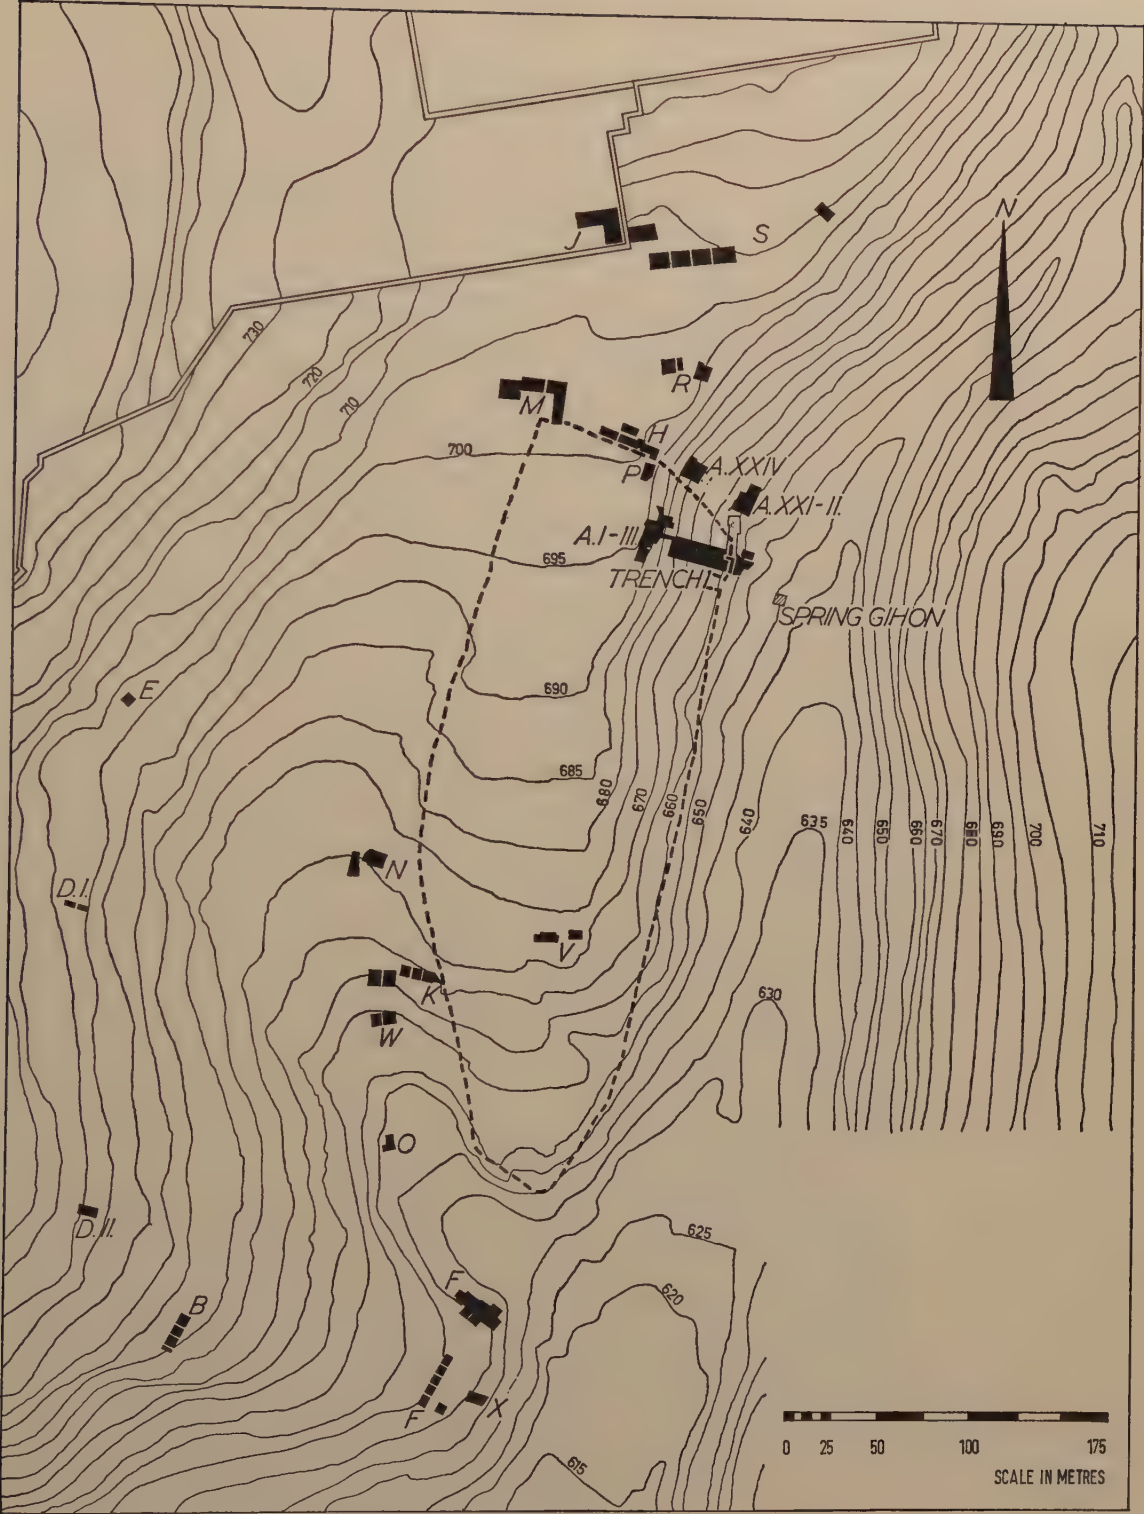 N
J
S
730
720
710
R
M
H
700
P
A.XXIV
A.XXI-II.
A.I-III.
695
TRENCH I.
SPRING GIHON
E
690
685
680
670
660
650
640
635
640
650
660
670
680
690
700
710
N
D.I.
V
K
630
W
O
D.II.
625
F
620
B
F
X
615
0 25 50 100 175
SCALE IN METRES